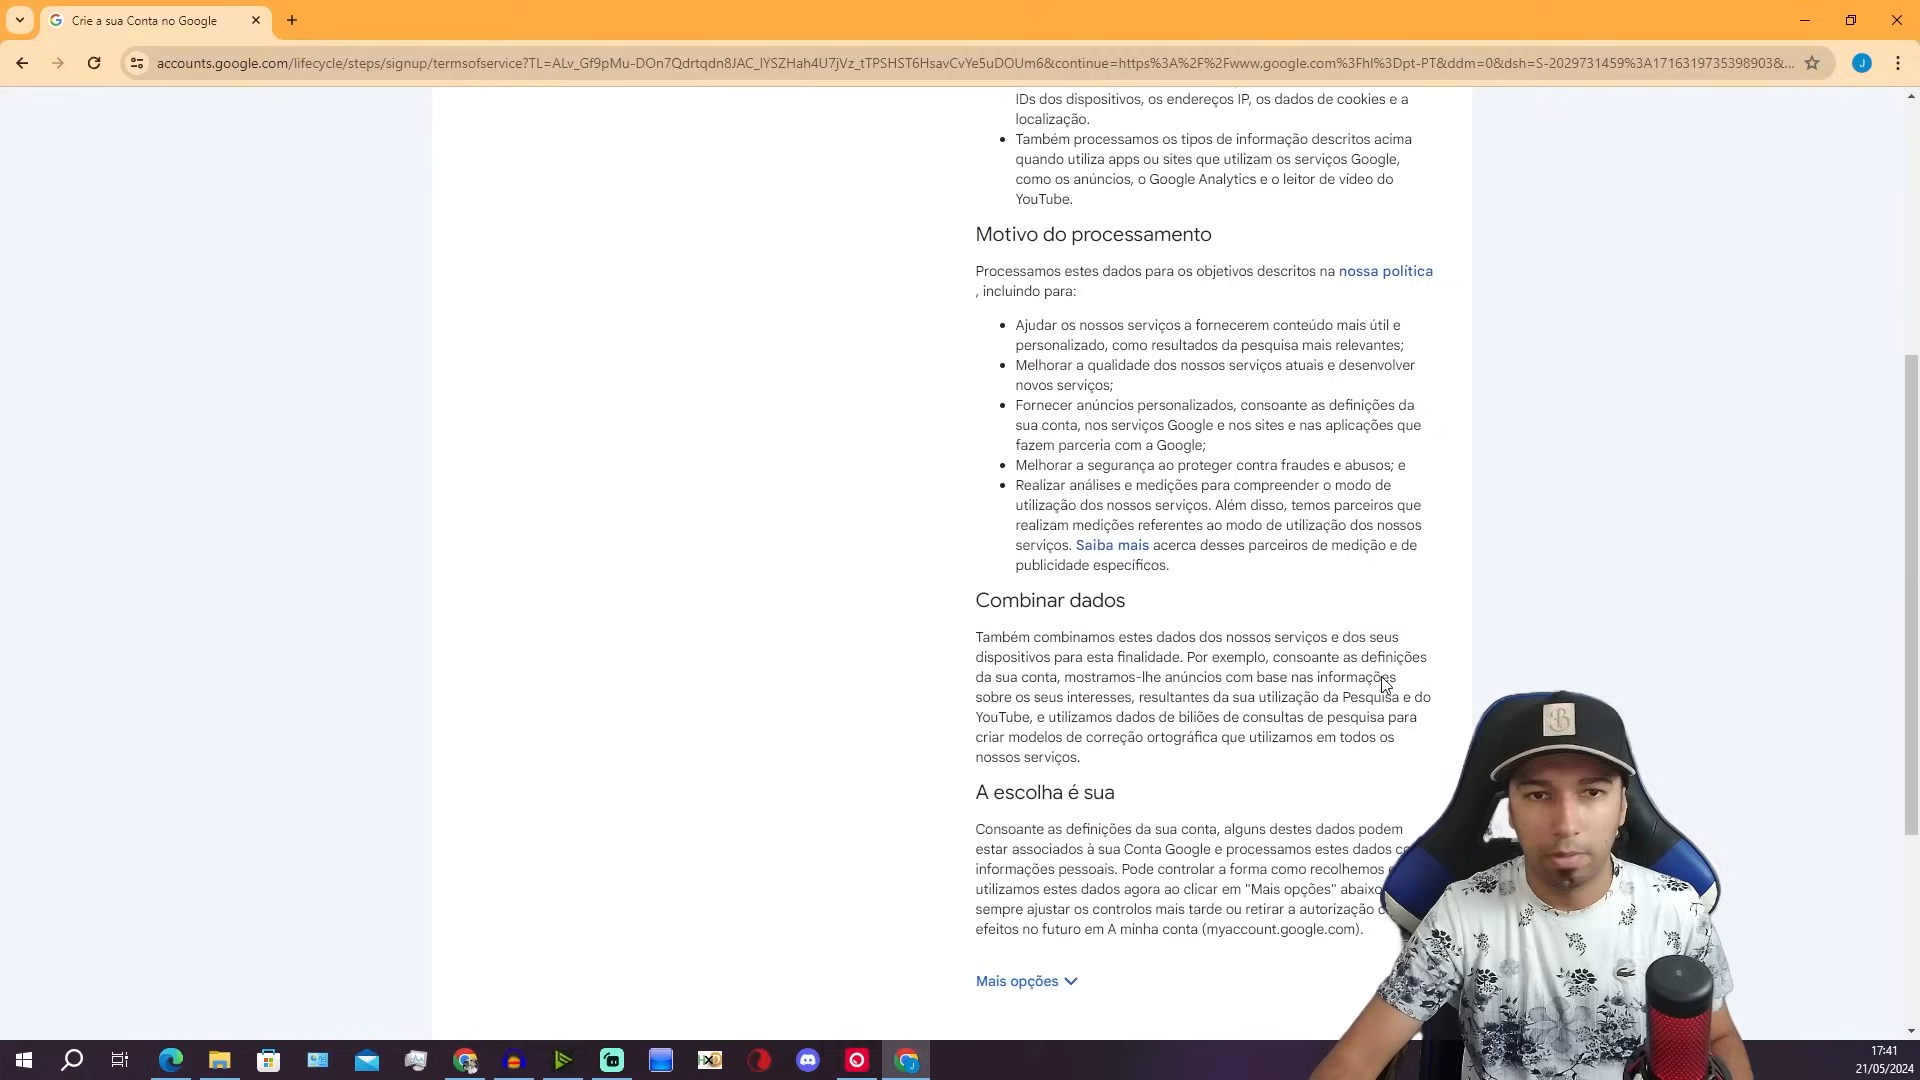 Crie a sua Conta no Google
accounts.google.com/lifecycle/steps/signup/termsofservice?TL=ALv_Gf9pMu-DOn7Qdrtqdn8JAC_lYSZHah4U7jVz_tTPSHST6HsavCvYe5uDOUm6&continue=https%3A%2F%2Fwww.google.com%3Fhl%3Dpt-PT&ddm=0&dsh=S-2029731459%3A1716319735398903&...
J
IDs dos dispositivos, os endereços IP, os dados de cookies e a
localização.
• Também processamos os tipos de informação descritos acima
quando utiliza apps ou sites que utilizam os serviços Google,
como os anúncios, o Google Analytics e o leitor de vídeo do
YouTube.
Motivo do processamento
Processamos estes dados para os objetivos descritos na nossa política
, incluindo para:
• Ajudar os nossos serviços a fornecerem conteúdo mais útil e
personalizado, como resultados da pesquisa mais relevantes;
• Melhorar a qualidade dos nossos serviços atuais e desenvolver
novos serviços;
• Fornecer anúncios personalizados, consoante as definições da
sua conta, nos serviços Google e nos sites e nas aplicações que
fazem parceria com a Google;
• Melhorar a segurança ao proteger contra fraudes e abusos; e
• Realizar análises e medições para compreender o modo de
utilização dos nossos serviços. Além disso, temos parceiros que
realizam medições referentes ao modo de utilização dos nossos
serviços. Saiba mais acerca desses parceiros de medição e de
publicidade específicos.
Combinar dados
Também combinamos estes dados dos nossos serviços e dos seus
dispositivos para esta finalidade. Por exemplo, consoante as definições
da sua conta, mostramos-lhe anúncios com base nas informações
sobre os seus interesses, resultantes da sua utilização da Pesquisa e do
YouTube, e utilizamos dados de biliões de consultas de pesquisa para
criar modelos de correção ortográfica que utilizamos em todos os
nossos serviços.
A escolha é sua
Consoante as definições da sua conta, alguns destes dados podem
estar associados à sua Conta Google e processamos estes dados
informações pessoais. Pode controlar a forma como recolhemos
utilizamos estes dados agora ao clicar em "Mais opções" abaixo
sempre ajustar os controlos mais tarde ou retirar a autorização
efeitos no futuro em A minha conta (myaccount.google.com).
Mais opções
17:41
21/05/2024